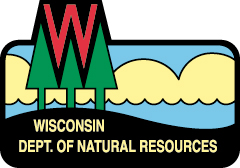 W
WISCONSIN
DEPT. OF NATURAL RESOURCES